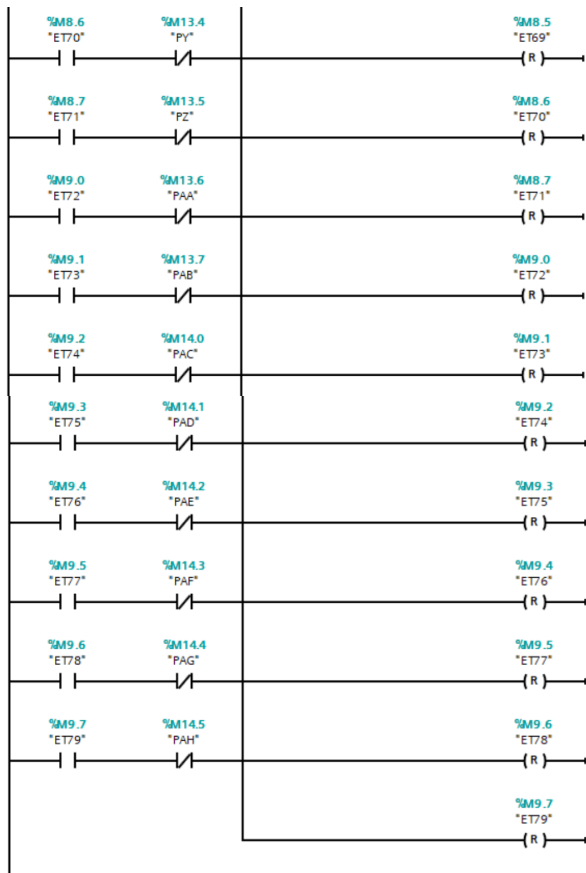 %M8.6 %M13.4 %M8.5
"ET70" "PY" "ET69"
( R )
%M8.7 %M13.5 %M8.6
"ET71" "PZ" "ET70"
( R )
%M9.0 %M13.6 %M8.7
"ET72" "PAA" "ET71"
( R )
%M9.1 %M13.7 %M9.0
"ET73" "PAB" "ET72"
( R )
%M9.2 %M14.0 %M9.1
"ET74" "PAC" "ET73"
( R )
%M9.3 %M14.1 %M9.2
"ET75" "PAD" "ET74"
( R )
%M9.4 %M14.2 %M9.3
"ET76" "PAE" "ET75"
( R )
%M9.5 %M14.3 %M9.4
"ET77" "PAF" "ET76"
( R )
%M9.6 %M14.4 %M9.5
"ET78" "PAG" "ET77"
( R )
%M9.7 %M14.5 %M9.6
"ET79" "PAH" "ET78"
( R )
%M9.7
"ET79"
( R )